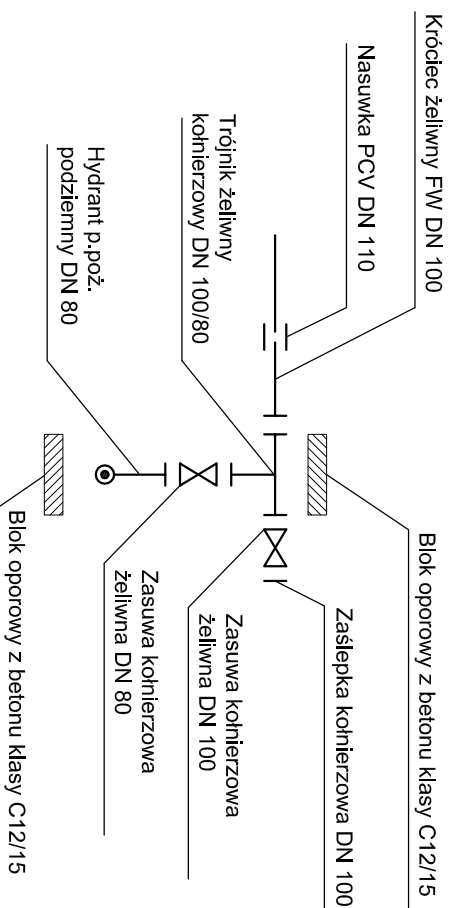 Króciec żeliwny FW DN 100
Nasuwka PCV DN 110
Trójnik żeliwny
kołnierzowy DN 100/80
Hydrant p.poż.
podziemny DN 80
Blok oporowy z betonu klasy C12/15
Zaślepka kołnierzowa DN 100
Zasuwa kołnierzowa
żeliwna DN 100
Zasuwa kołnierzowa
żeliwna DN 80
Blok oporowy z betonu klasy C12/15